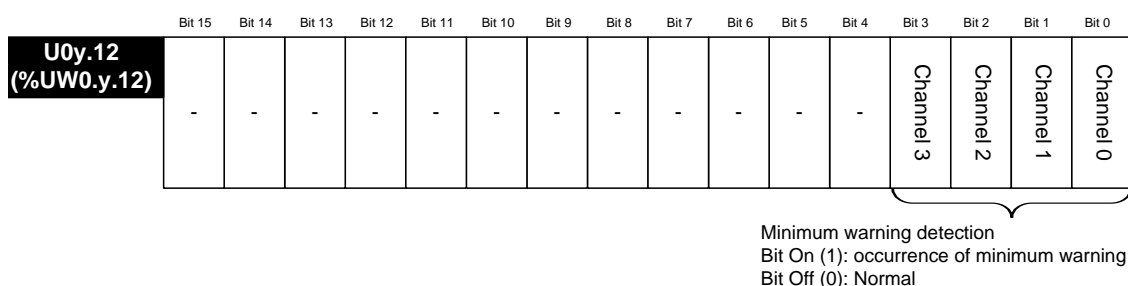 Bit 15 Bit 14 Bit 13 Bit 12 Bit 11 Bit 10 Bit 9 Bit 8 Bit 7 Bit 6 Bit 5 Bit 4 Bit 3 Bit 2 Bit 1 Bit 0
U0y.12
(%UW0.y.12)
- - - - - - - - - - - - Channel 3 Channel 2 Channel 1 Channel 0
Minimum warning detection
Bit On (1): occurrence of minimum warning
Bit Off (0): Normal